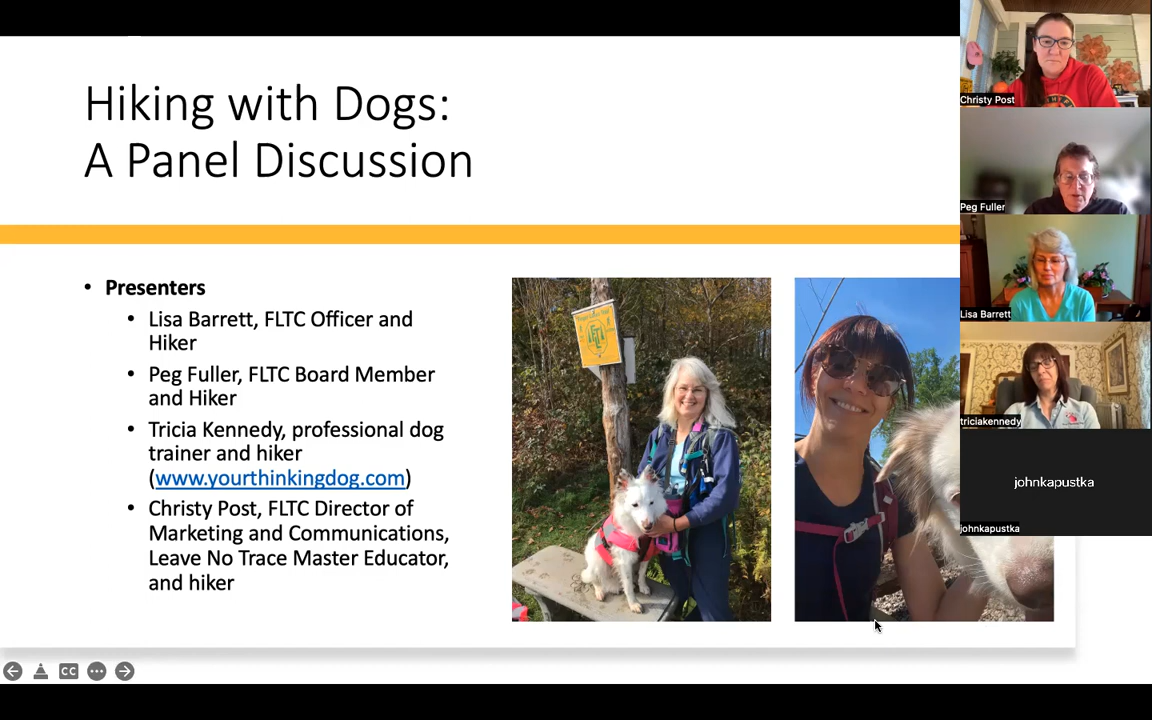 Hiking with Dogs:
A Panel Discussion
• Presenters
• Lisa Barrett, FLTC Officer and
Hiker
• Peg Fuller, FLTC Board Member
and Hiker
• Tricia Kennedy, professional dog
trainer and hiker
(www.yourthinkingdog.com)
• Christy Post, FLTC Director of
Marketing and Communications,
Leave No Trace Master Educator,
and hiker
Christy Post
Peg Fuller
Lisa Barrett
triciakennedy
johnkapustka
johnkapustka
CC